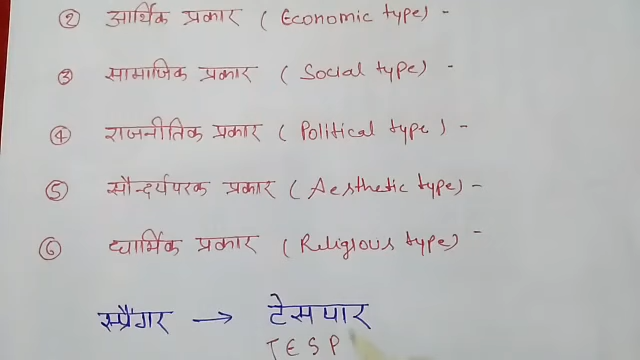 ② आर्थिक प्रकार ( Economic type) -
③ सामाजिक प्रकार ( Social type) -
④ राजनीतिक प्रकार ( Political type ) -
⑤ सौन्दर्यपरक प्रकार ( Aesthetic type) -
⑥ धार्मिक प्रकार ( Religious type) -
स्प्रैंगर → टेसपार
TESP